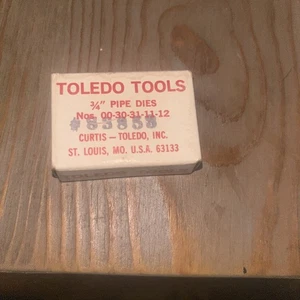 TOLEDO TOOLS
¾" PIPE DIES
Nos. 00-30-31-11-12
CURTIS — TOLEDO, INC.
ST. LOUIS, MO. U.S.A. 63133